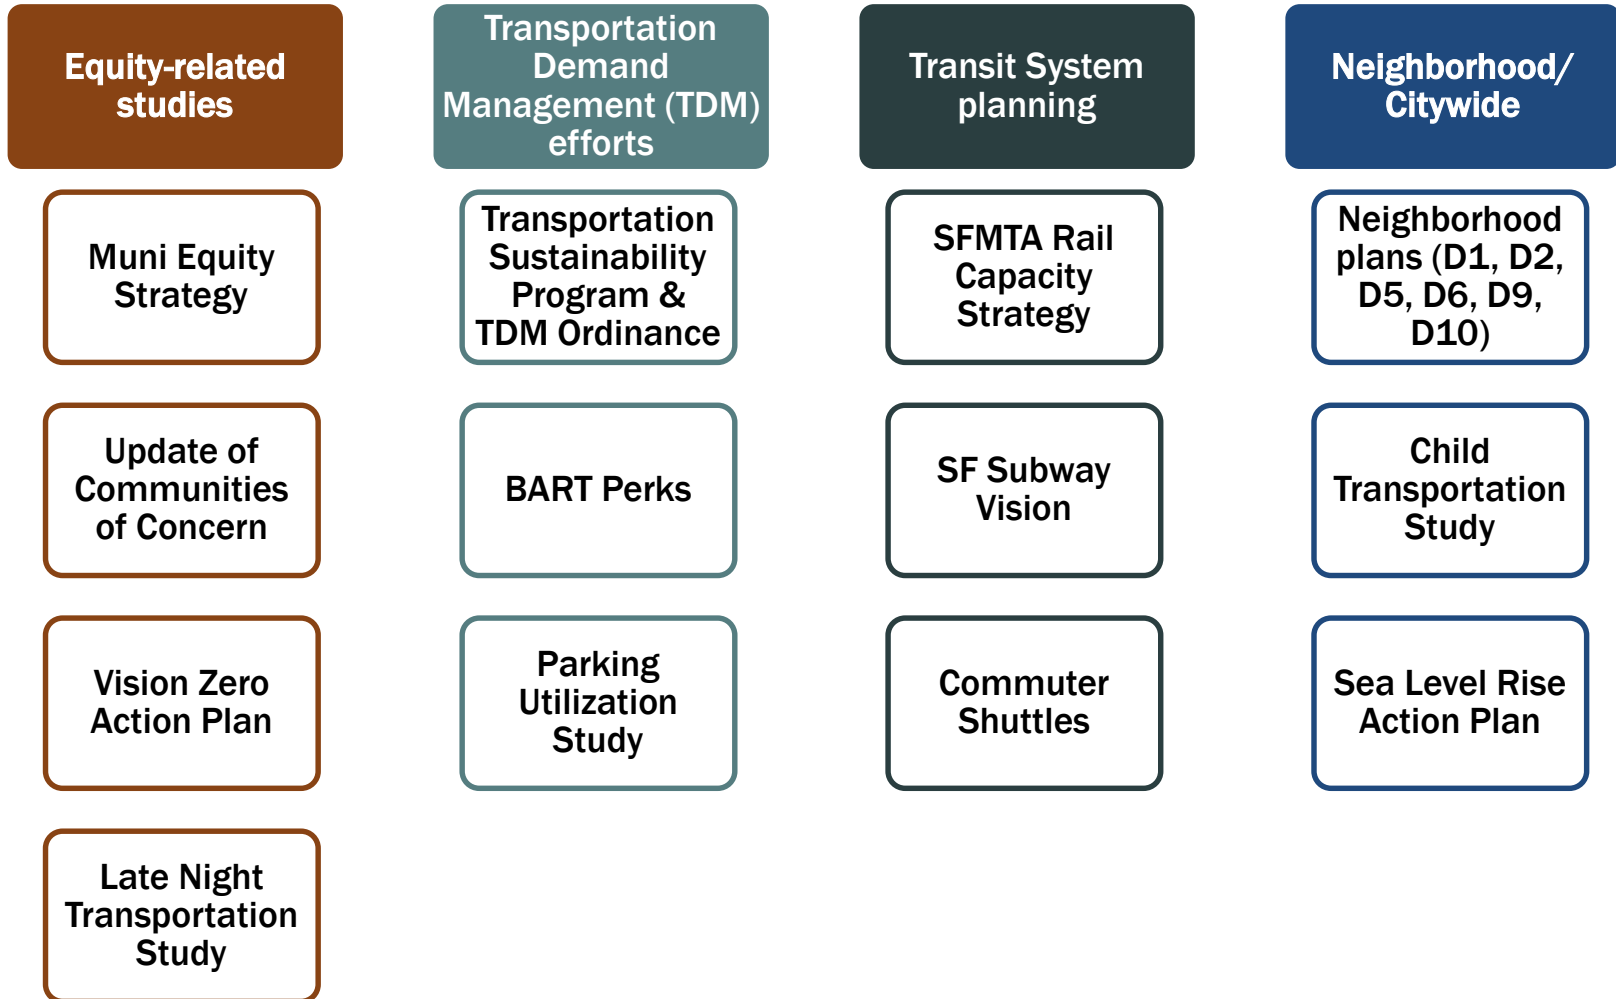 Equity-related
studies
Muni Equity
Strategy
Update of
Communities
of Concern
Vision Zero
Action Plan
Late Night
Transportation
Study
Transportation
Demand
Management (TDM)
efforts
Transportation
Sustainability
Program &
TDM Ordinance
BART Perks
Parking
Utilization
Study
Transit System
planning
SFMTA Rail
Capacity
Strategy
SF Subway
Vision
Commuter
Shuttles
Neighborhood/
Citywide
Neighborhood
plans (D1, D2,
D5, D6, D9,
D10)
Child
Transportation
Study
Sea Level Rise
Action Plan